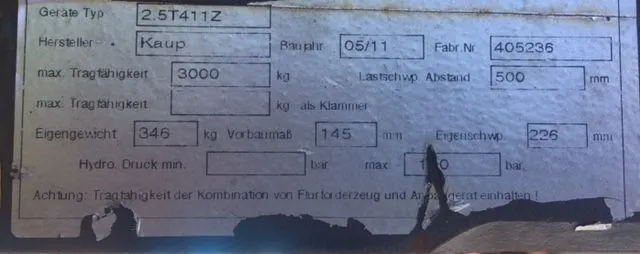 Geräte Typ 2.5T411Z
Hersteller Kaup Baujahr 05/11 Fabr.Nr 405236
max. Tragfähigkeit 3000 kg Lastschwp. Abstand 500 mm
max. Tragfähigkeit kg als Klammer
Eigengewicht 346 kg Vorbaumaß 145 mm Eigenschwp. 226 mm
Hydro. Druck min. bar max. bar.
Achtung: Tragfähigkeit der Kombination von Flurförderzeug und Anbaugerät einhalten !